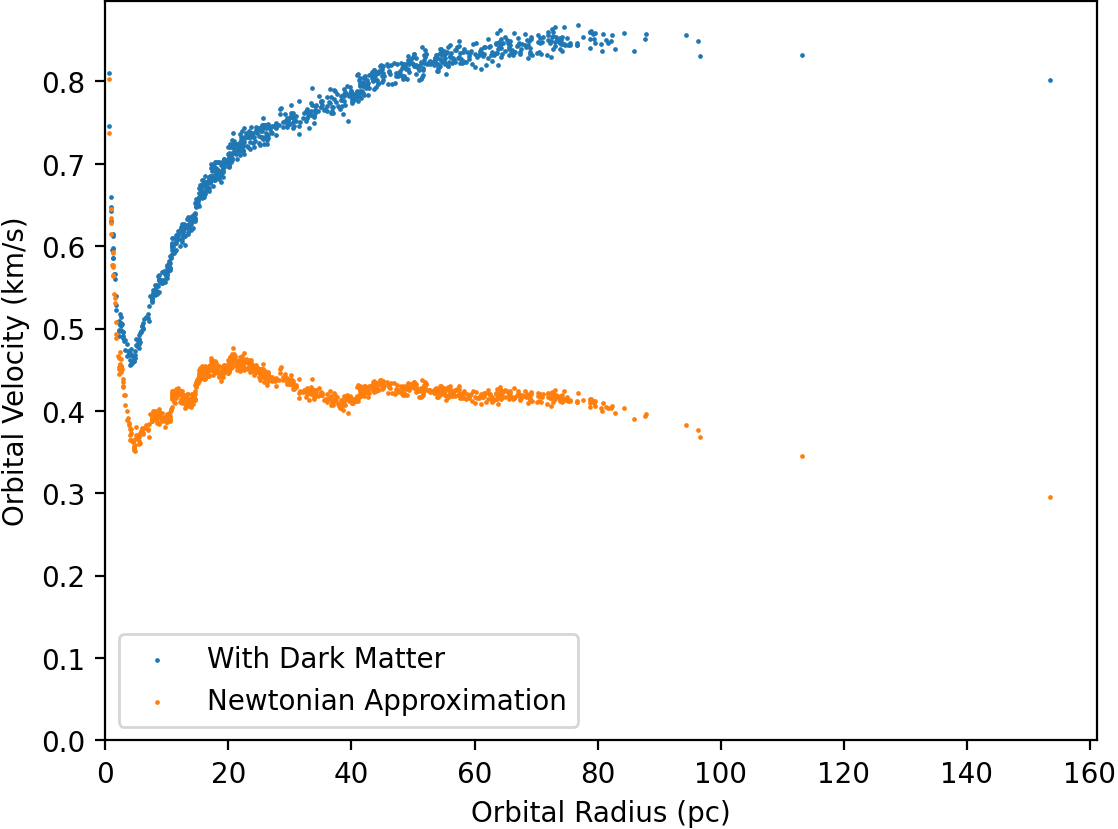 Orbital Velocity (km/s)
0.8
0.7
0.6
0.5
0.4
0.3
0.2
0.1
0.0
With Dark Matter
Newtonian Approximation
0 20 40 60 80 100 120 140 160
Orbital Radius (pc)